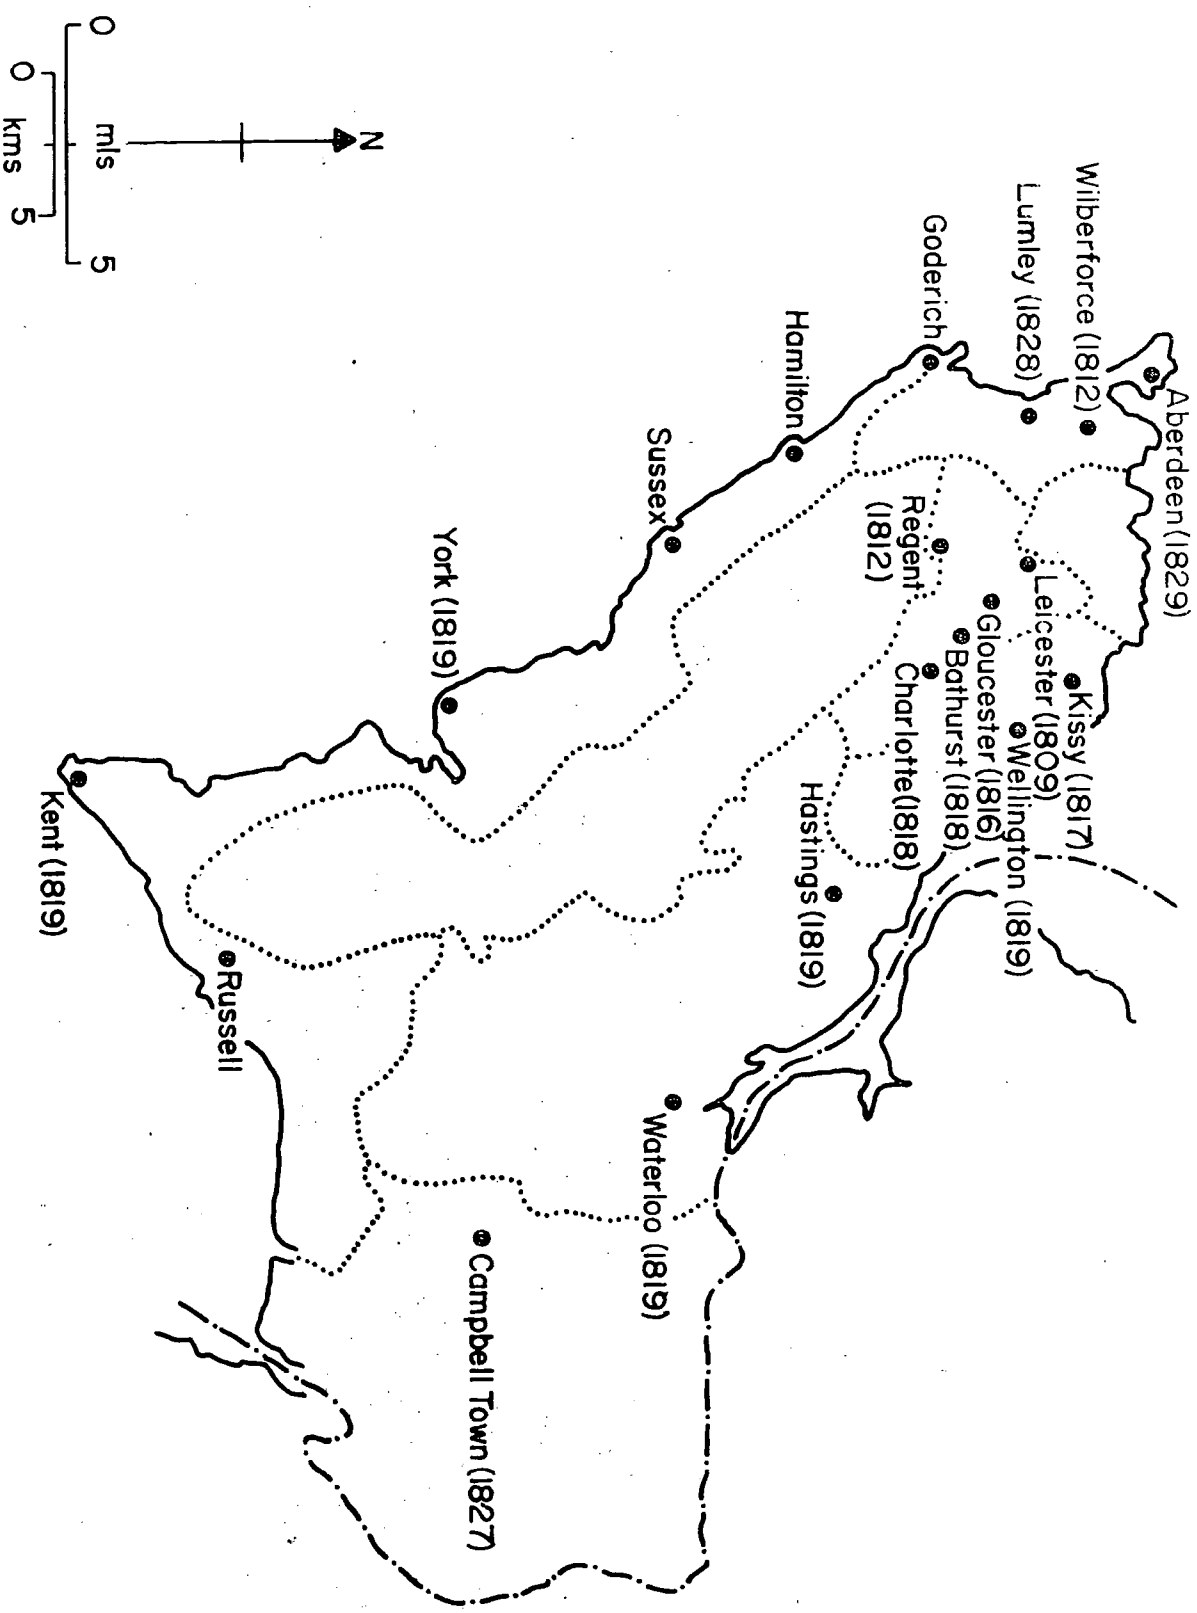 Aberdeen (1829)
Wilberforce (1812)
Lumley (1828)
Kissy (1817)
Leicester (1809)
Wellington (1819)
Gloucester (1816)
Bathurst (1818)
Regent
(1812)
Charlotte (1818)
Goderich
Hastings (1819)
Hamilton
Sussex
Waterloo (1819)
York (1819)
Campbell Town (1827)
Russell
Kent (1819)
N
0 mls 5
0 kms 5